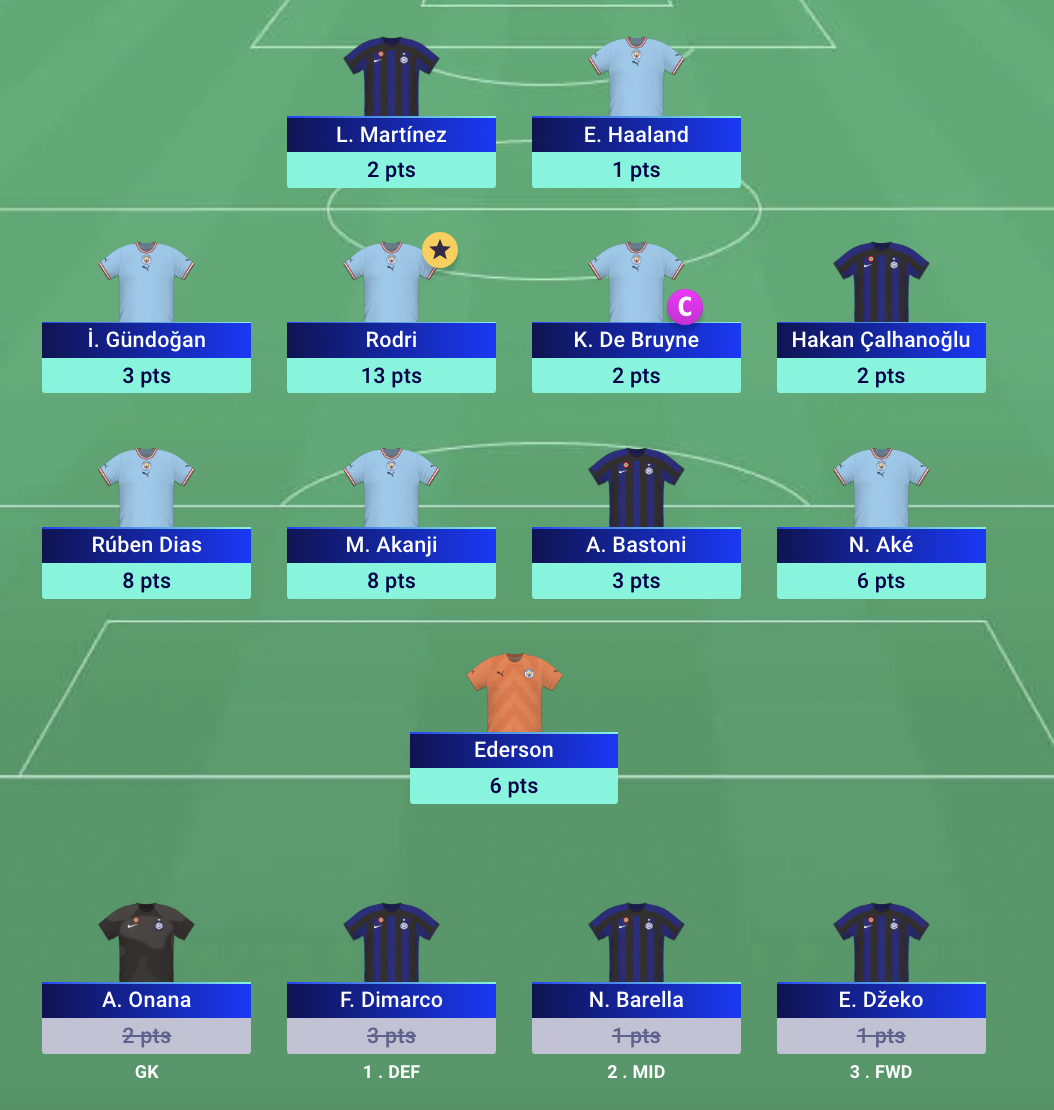 L. Martínez
2 pts
E. Haaland
1 pts
İ. Gündoğan
3 pts
Rodri
13 pts
C
K. De Bruyne
2 pts
Hakan Çalhanoğlu
2 pts
Rúben Dias
8 pts
M. Akanji
8 pts
A. Bastoni
3 pts
N. Aké
6 pts
Ederson
6 pts
A. Onana
2 pts
GK
F. Dimarco
3 pts
1 . DEF
N. Barella
1 pts
2 . MID
E. Džeko
1 pts
3 . FWD